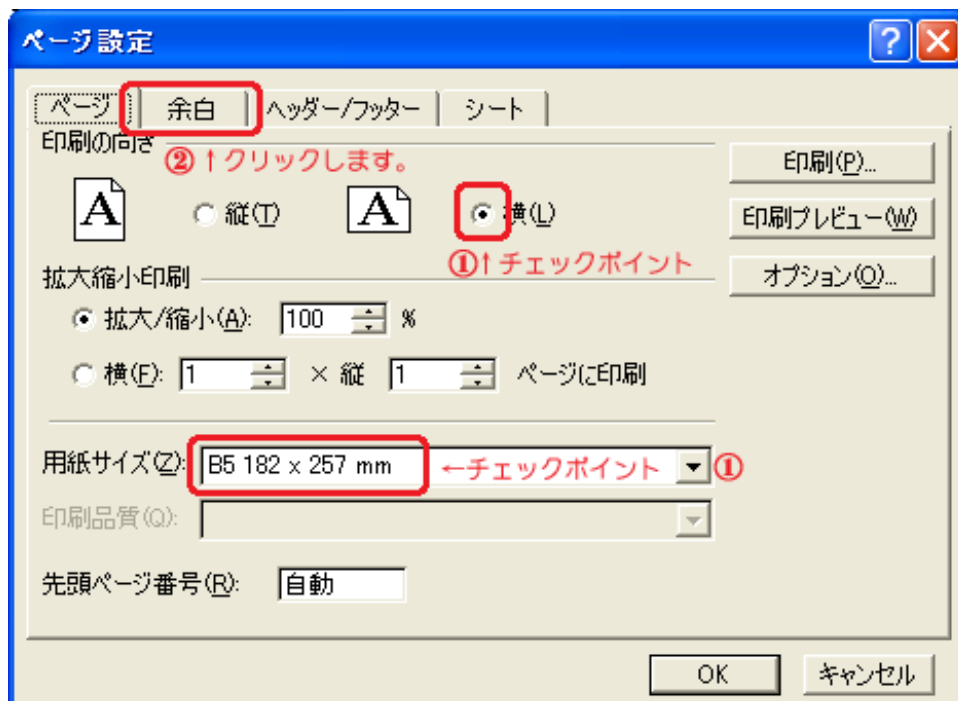 ページ設定
ページ 余白 ヘッダー/フッター シート
印刷の向き
②↑クリックします。
印刷(P)...
A 縦(T) A 横(L)
印刷プレビュー(W)
①↑チェックポイント
拡大縮小印刷
オプション(O)...
拡大/縮小(A): 100 %
横(F): 1 × 縦 1 ページに印刷
用紙サイズ(Z): B5 182 x 257 mm ←チェックポイント ①
印刷品質(Q):
先頭ページ番号(R): 自動
OK キャンセル